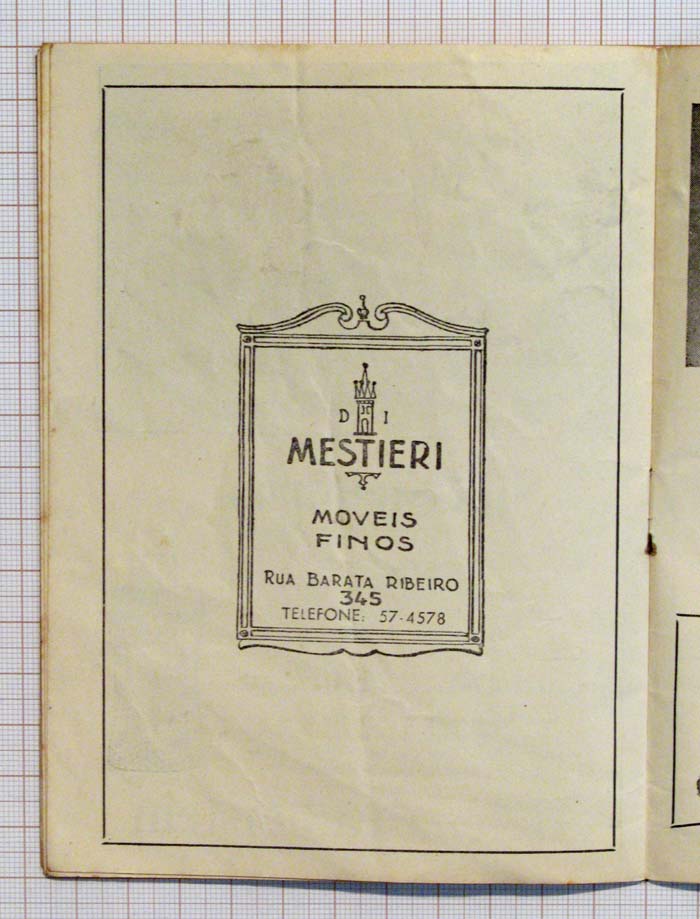 D I
MESTIERI
MOVEIS
FINOS
RUA BARATA RIBEIRO
345
TELEFONE: 57-4578